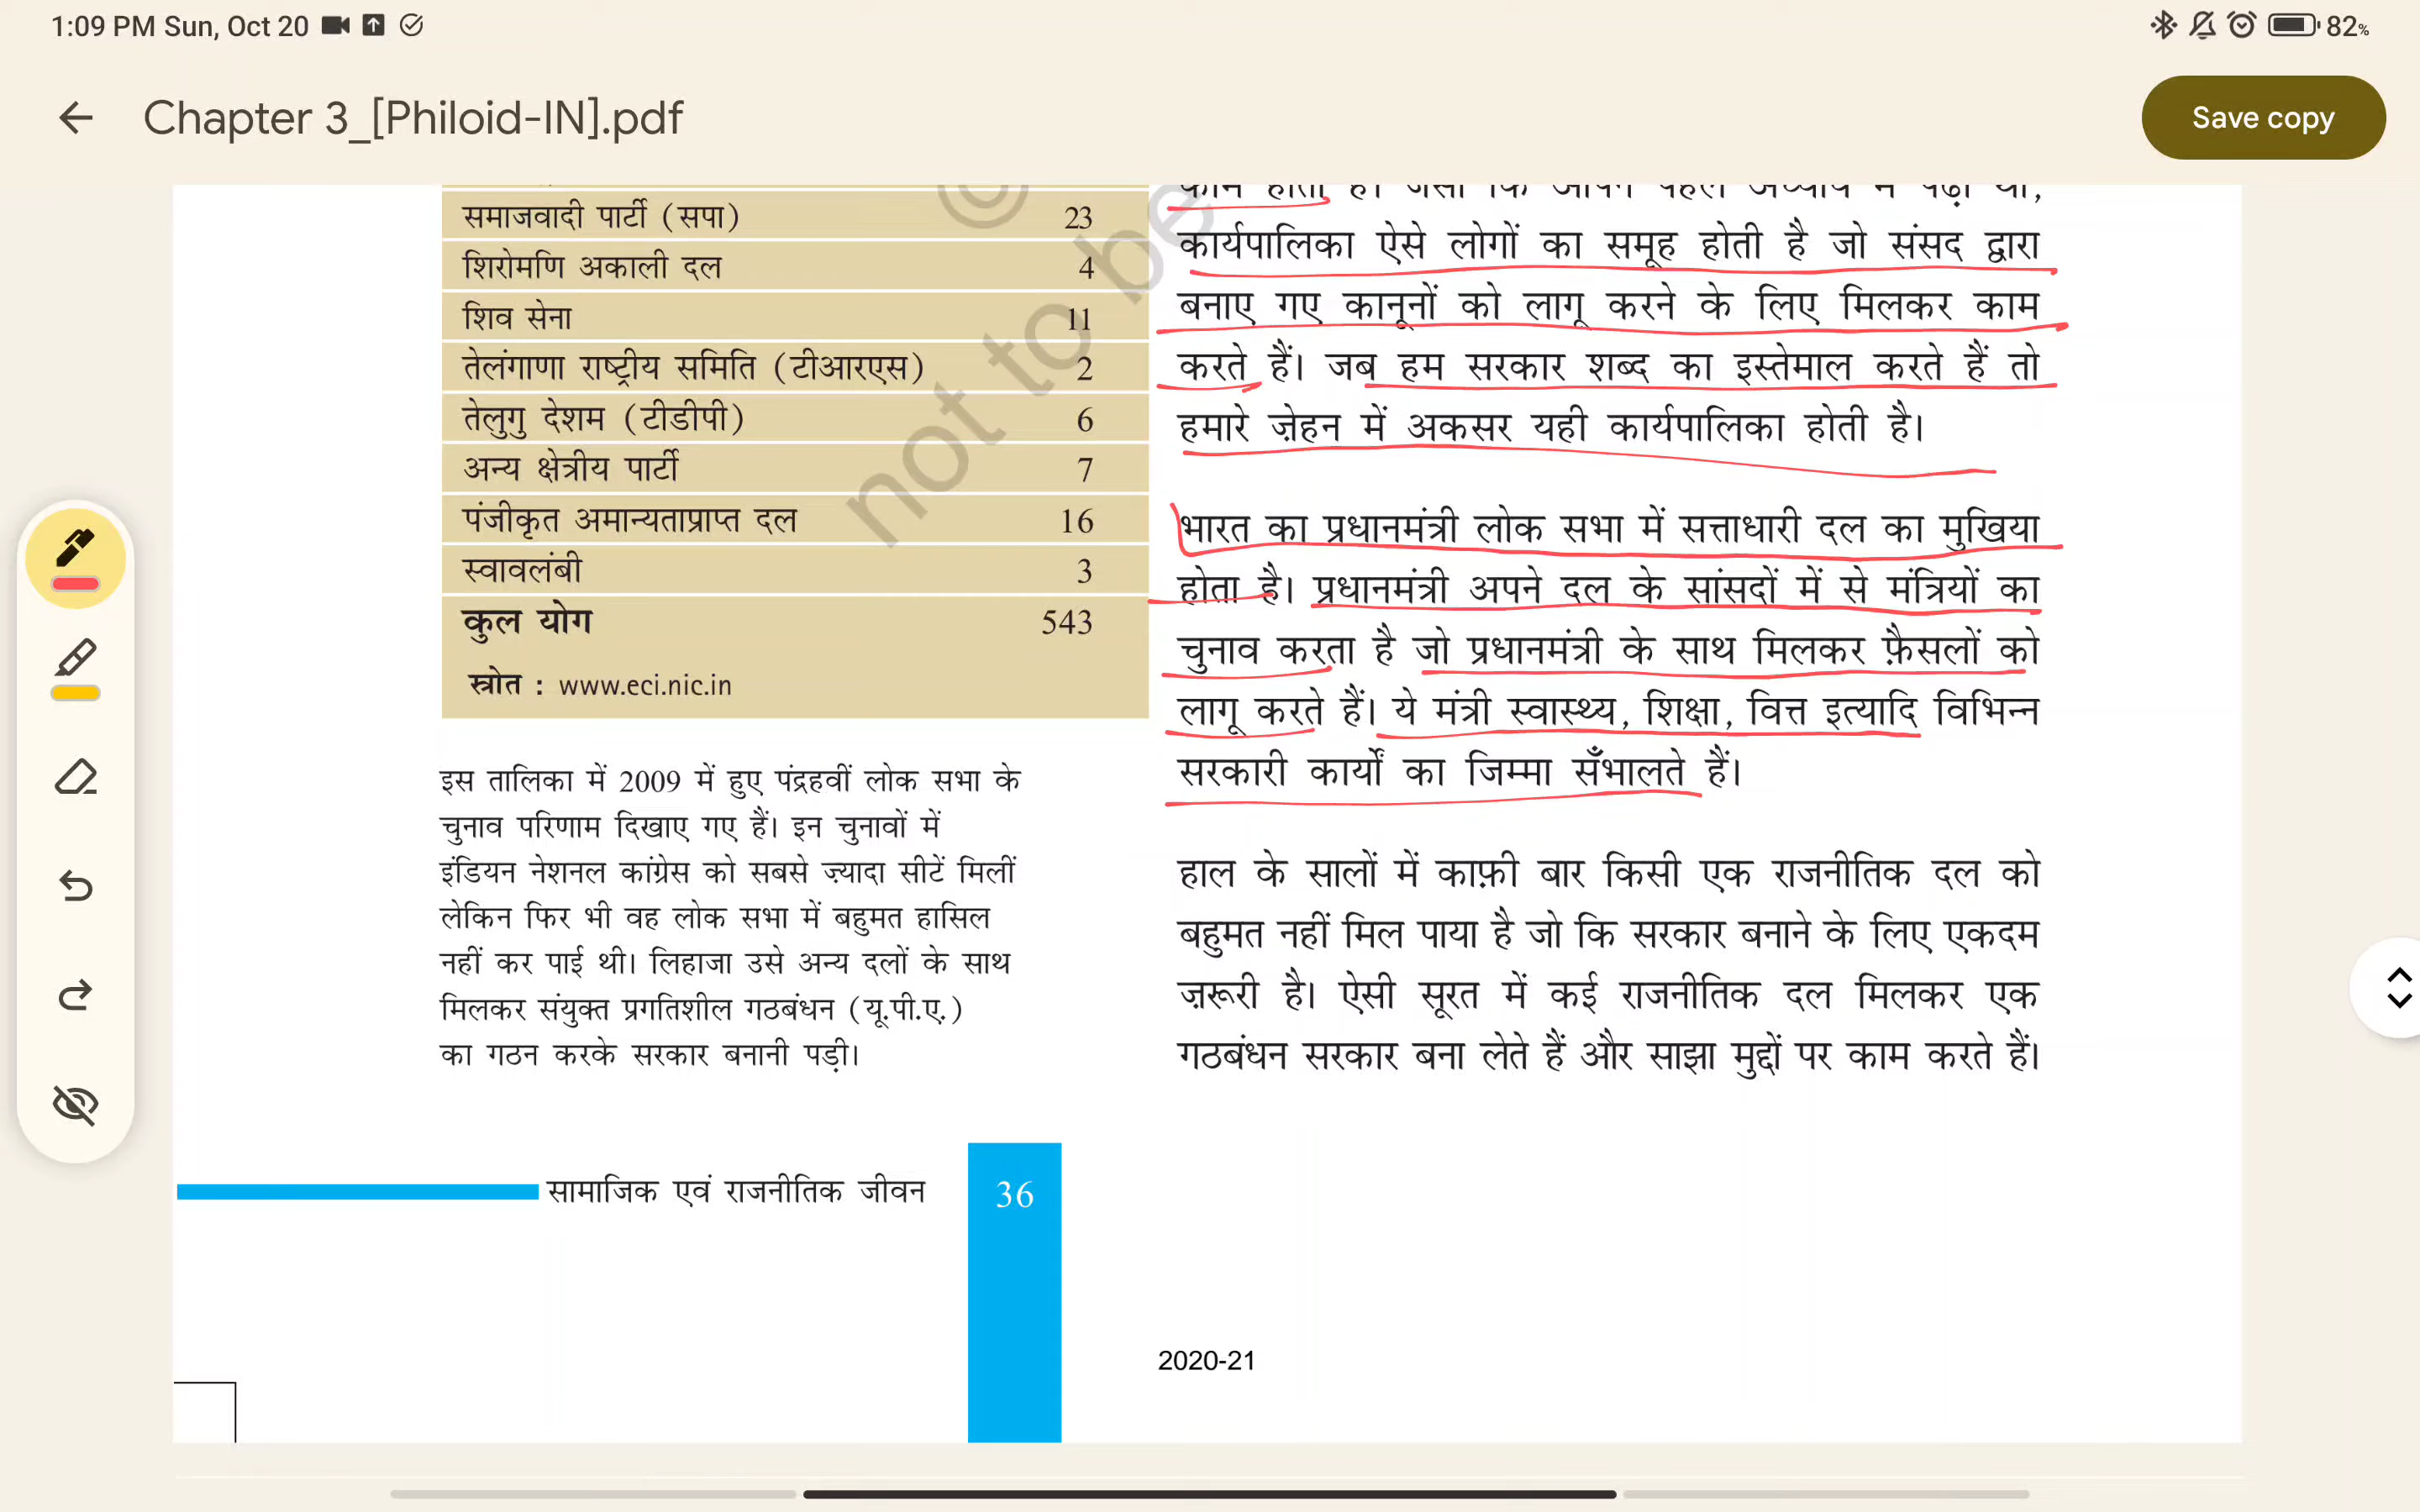 1:09 PM Sun, Oct 20
82%
Chapter 3_[Philoid-IN].pdf
Save copy
समाजवादी पार्टी (सपा) 23
शिरोमणि अकाली दल 4
शिव सेना 11
तेलंगाणा राष्ट्रीय समिति (टीआरएस) 2
तेलुगु देशम (टीडीपी) 6
अन्य क्षेत्रीय पार्टी 7
पंजीकृत अमान्यताप्राप्त दल 16
स्वावलंबी 3
कुल योग 543
स्त्रोत : www.eci.nic.in
©
not to be
इस तालिका में 2009 में हुए पंद्रहवीं लोक सभा के
चुनाव परिणाम दिखाए गए हैं। इन चुनावों में
इंडियन नेशनल कांग्रेस को सबसे ज़्यादा सीटें मिलीं
लेकिन फिर भी वह लोक सभा में बहुमत हासिल
नहीं कर पाई थी। लिहाजा उसे अन्य दलों के साथ
मिलकर संयुक्त प्रगतिशील गठबंधन (यू.पी.ए.)
का गठन करके सरकार बनानी पड़ी।
काम होता है। जैसा कि आपने पहले अध्याय में पढ़ा था,
कार्यपालिका ऐसे लोगों का समूह होती है जो संसद द्वारा
बनाए गए कानूनों को लागू करने के लिए मिलकर काम
करते हैं। जब हम सरकार शब्द का इस्तेमाल करते हैं तो
हमारे ज़ेहन में अकसर यही कार्यपालिका होती है।
भारत का प्रधानमंत्री लोक सभा में सत्ताधारी दल का मुखिया
होता है। प्रधानमंत्री अपने दल के सांसदों में से मंत्रियों का
चुनाव करता है जो प्रधानमंत्री के साथ मिलकर फ़ैसलों को
लागू करते हैं। ये मंत्री स्वास्थ्य, शिक्षा, वित्त इत्यादि विभिन्न
सरकारी कार्यों का जिम्मा सँभालते हैं।
हाल के सालों में काफ़ी बार किसी एक राजनीतिक दल को
बहुमत नहीं मिल पाया है जो कि सरकार बनाने के लिए एकदम
ज़रूरी है। ऐसी सूरत में कई राजनीतिक दल मिलकर एक
गठबंधन सरकार बना लेते हैं और साझा मुद्दों पर काम करते हैं।
सामाजिक एवं राजनीतिक जीवन 36
2020-21